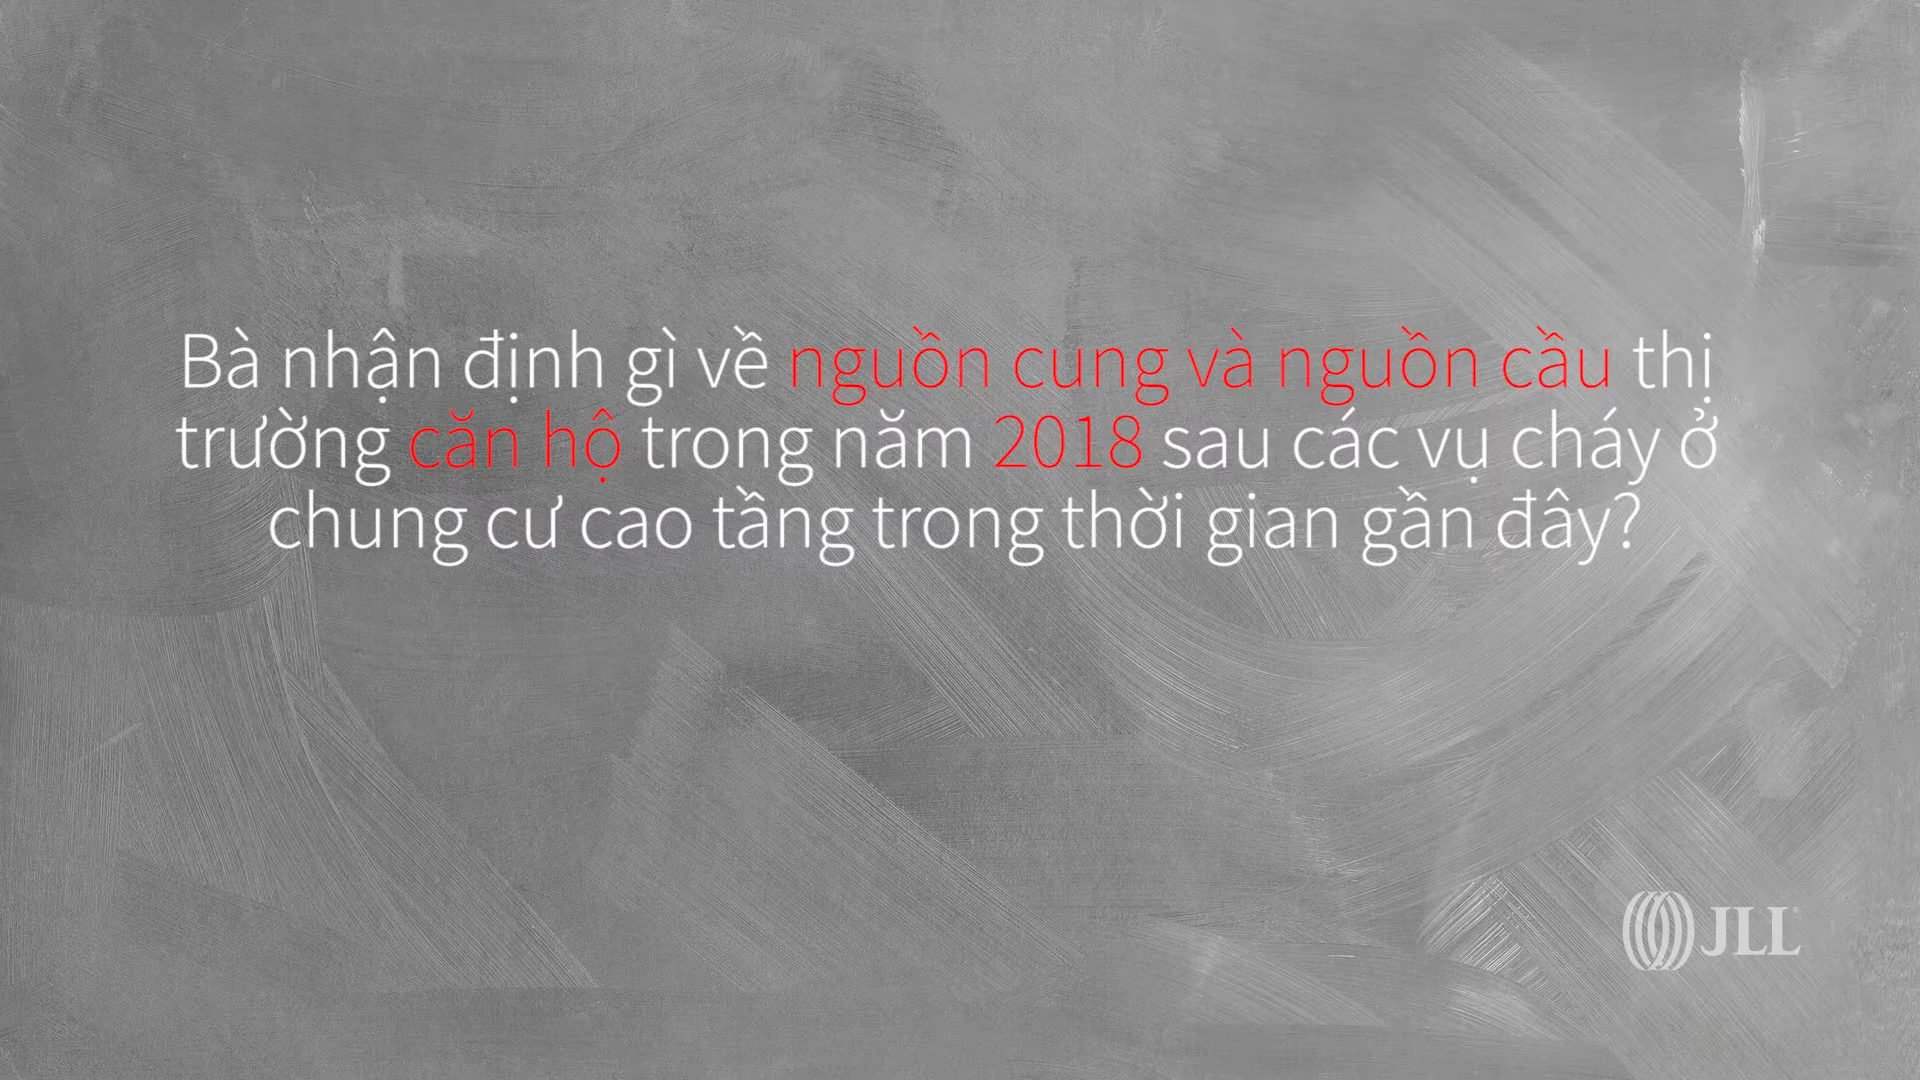 Bà nhận định gì về nguồn cung và nguồn cầu thị
trường căn hộ trong năm 2018 sau các vụ cháy ở
chung cư cao tầng trong thời gian gần đây?
JLL